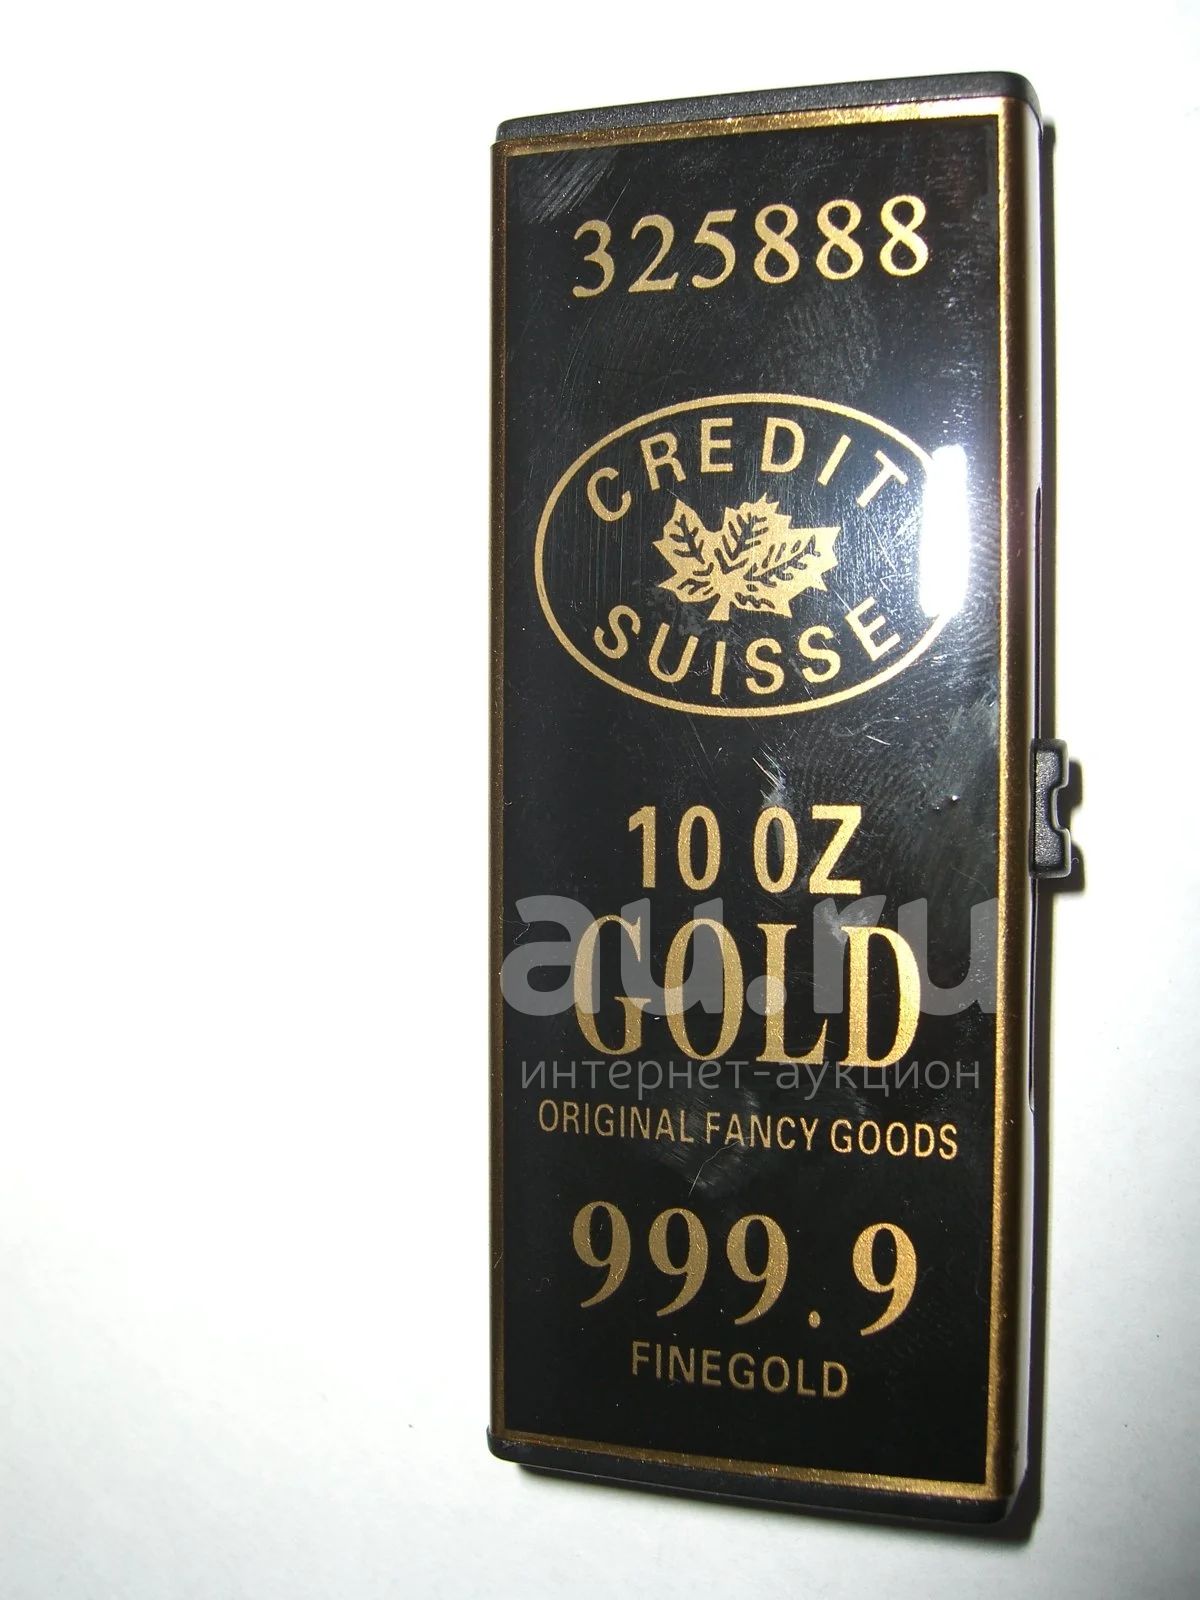 325888
CREDIT
SUISSE
10 OZ
au.ru
GOLD
интернет-аукцион
ORIGINAL FANCY GOODS
999.9
FINEGOLD